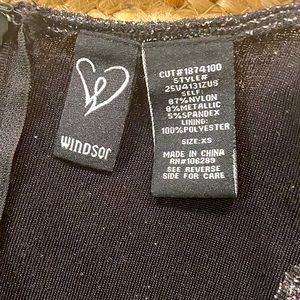 WINDSOR
CUT#1874100
STYLE#
25V4131ZUS
SELF:
87%NYLON
8%METALLIC
5%SPANDEX
LINING:
100%POLYESTER
SIZE:XS
MADE IN CHINA
RN#106289
SEE REVERSE
SIDE FOR CARE